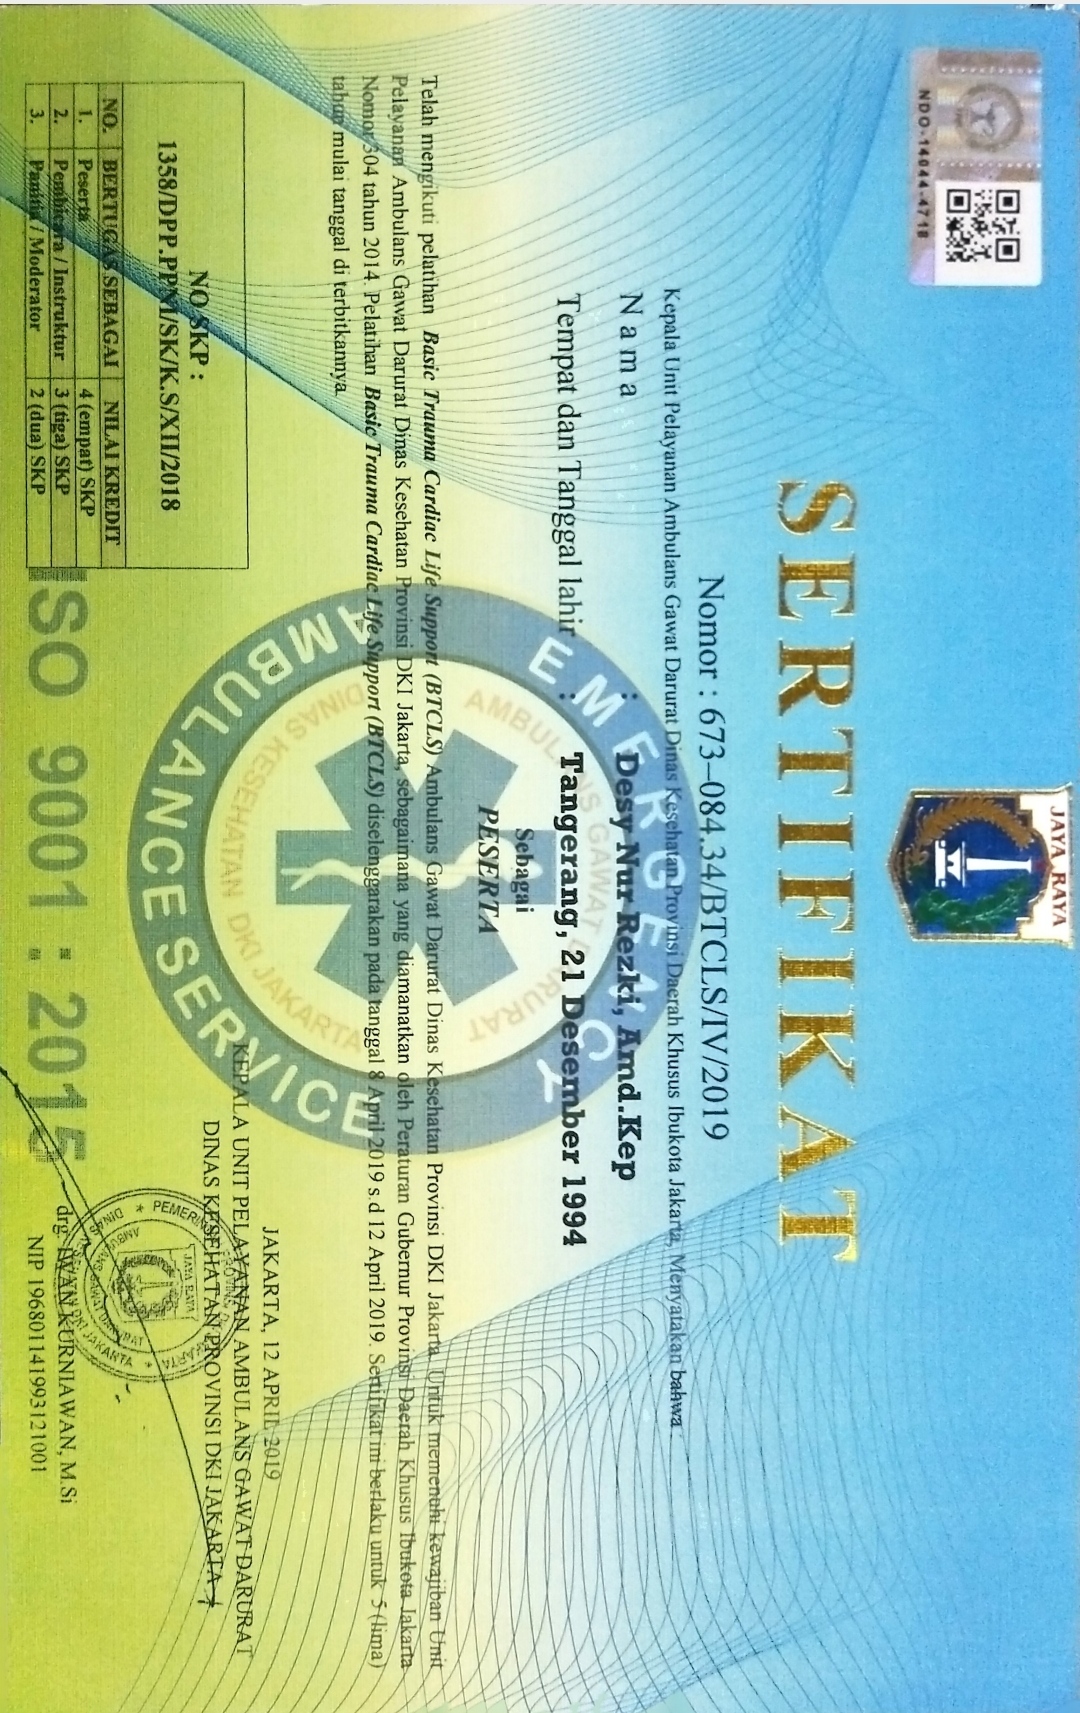 JAYA RAYA
NDO-14044-4718
SERTIFIKAT
Nomor : 673–084.34/BTCLS/IV/2019
Kepala Unit Pelayanan Ambulans Gawat Darurat Dinas Kesehatan Provinsi Daerah Khusus Ibukota Jakarta, Menyatakan bahwa
N a m a : Desy Nur Rezki, Amd.Kep
Tempat dan Tanggal lahir : Tangerang, 21 Desember 1994
Sebagai
PESERTA
Telah mengikuti pelatihan Basic Trauma Cardiac Life Support (BTCLS) Ambulans Gawat Darurat Dinas Kesehatan Provinsi DKI Jakarta. Untuk memenuhi kewajiban Unit
Pelayanan Ambulans Gawat Darurat Dinas Kesehatan Provinsi DKI Jakarta, sebagaimana yang diamanatkan oleh Peraturan Gubernur Provinsi Daerah Khusus Ibukota Jakarta
Nomor 304 tahun 2014. Pelatihan Basic Trauma Cardiac Life Support (BTCLS) diselenggarakan pada tanggal 8 April 2019 s.d 12 April 2019. Sertifikat ini berlaku untuk 5 (lima)
tahun mulai tanggal di terbitkannya.
EMERGENCY
AMBULANCE SERVICE
AMBULANS GAWAT DARURAT
DINAS KESEHATAN DKI JAKARTA
NO SKP :
1358/DPP.PPNI/SK/K.S/XII/2018
NO. BERTUGAS SEBAGAI NILAI KREDIT
1. Peserta 4 (empat) SKP
2. Pembicara / Instruktur 3 (tiga) SKP
3. Panitia / Moderator 2 (dua) SKP
ISO 9001 : 2015
JAKARTA, 12 APRIL 2019
KEPALA UNIT PELAYANAN AMBULANS GAWAT DARURAT
DINAS KESEHATAN PROVINSI DKI JAKARTA
JAYA RAYA
drg. IWAN KURNIAWAN, M.Si
NIP 196801141993121001